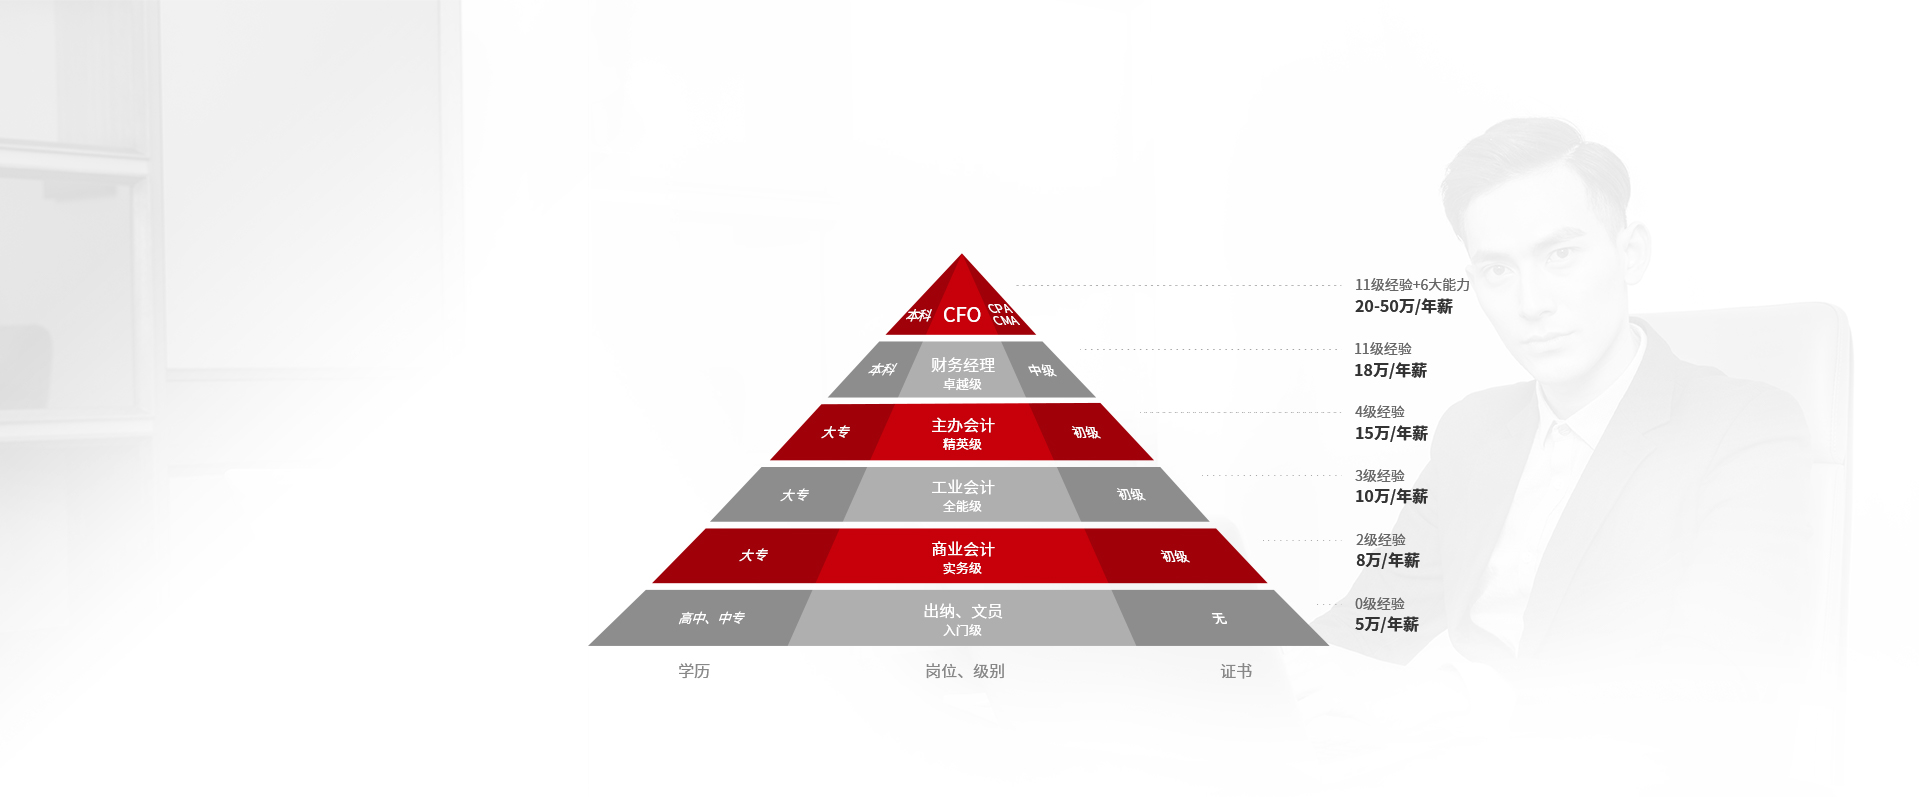 11级经验+6大能力
20-50万/年薪
本科
CFO
CPA
CMA
11级经验
18万/年薪
本科
财务经理
卓越级
中级
4级经验
15万/年薪
大专
主办会计
精英级
初级
3级经验
10万/年薪
大专
工业会计
全能级
初级
2级经验
8万/年薪
大专
商业会计
实务级
初级
0级经验
5万/年薪
高中、中专
出纳、文员
入门级
无
学历
岗位、级别
证书